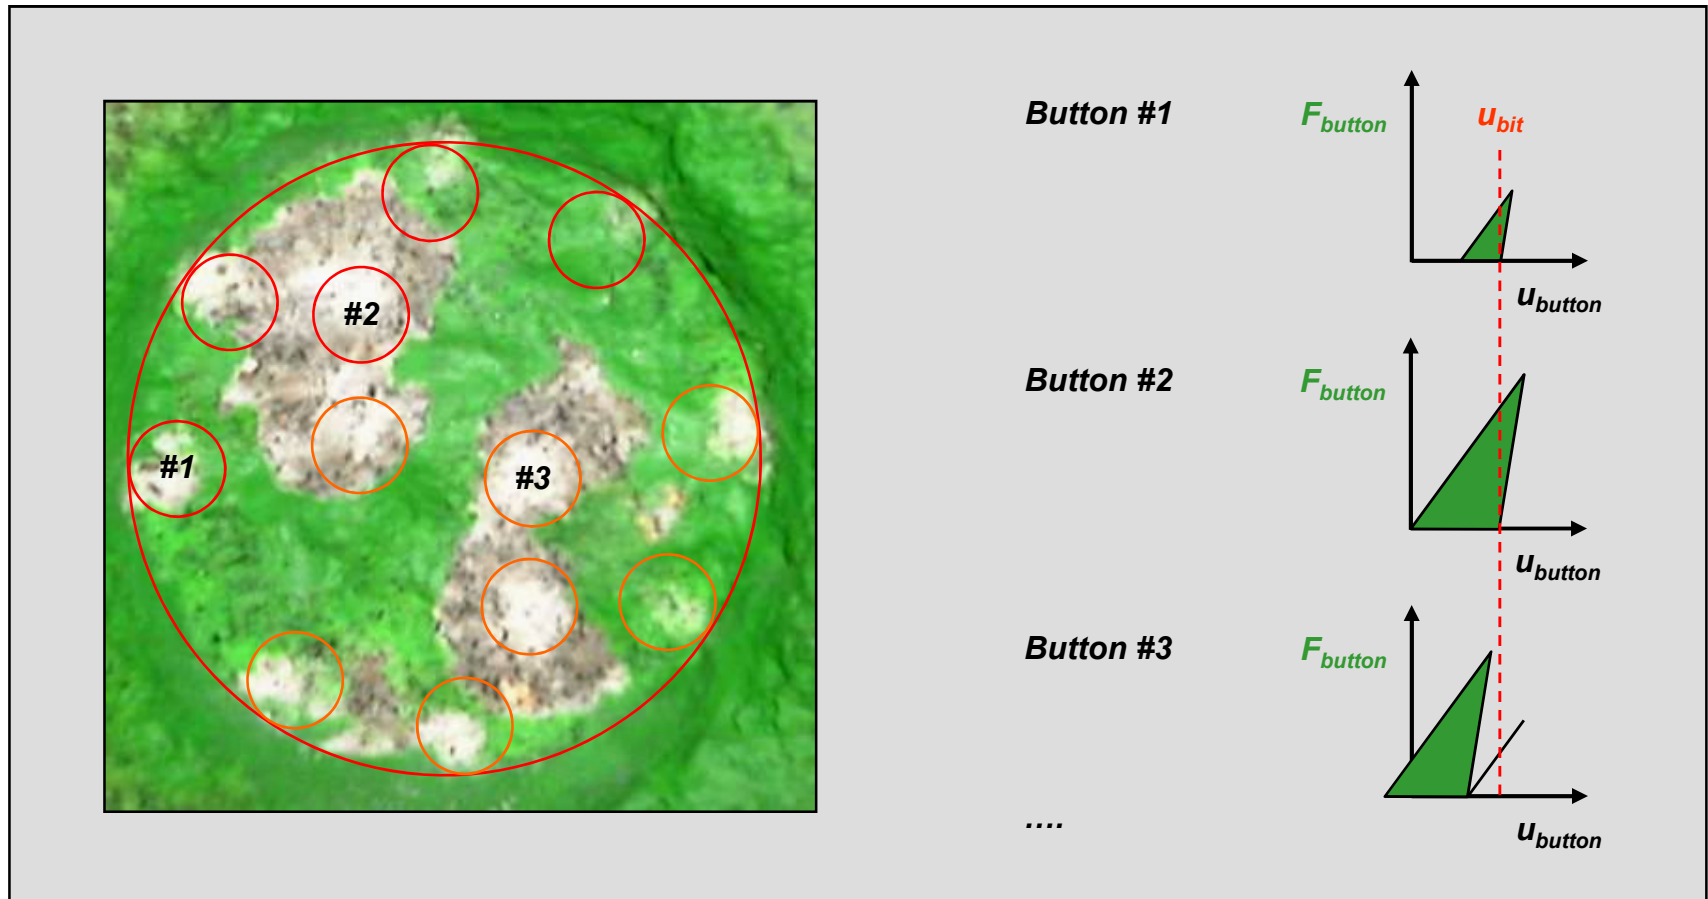 Button #1
F_button
u_bit
u_button
#2
Button #2
F_button
#1
#3
u_button
Button #3
F_button
....
u_button